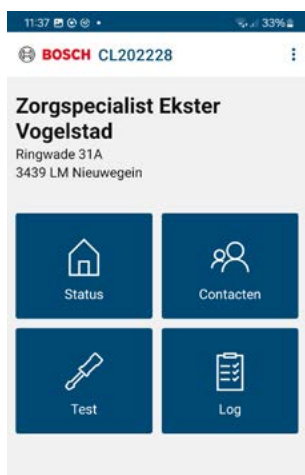 11:37
33%
BOSCH CL202228
Zorgspecialist Ekster
Vogelstad
Ringwade 31A
3439 LM Nieuwegein
Status
Contacten
Test
Log